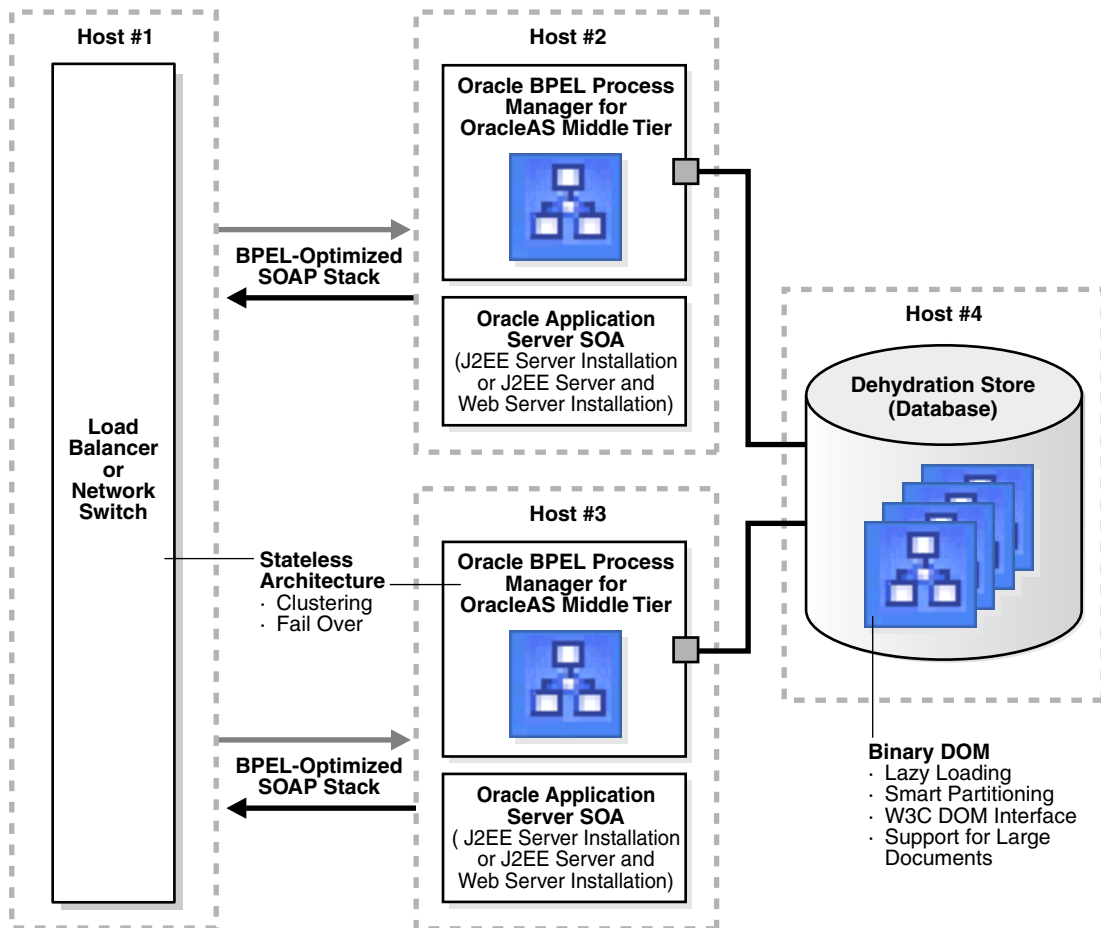 Host #1
Load
Balancer
or
Network
Switch
BPEL-Optimized
SOAP Stack
Stateless
Architecture
· Clustering
· Fail Over
BPEL-Optimized
SOAP Stack
Host #2
Oracle BPEL Process
Manager for
OracleAS Middle Tier
Oracle Application
Server SOA
(J2EE Server Installation
or J2EE Server and
Web Server Installation)
Host #3
Oracle BPEL Process
Manager for
OracleAS Middle Tier
Oracle Application
Server SOA
( J2EE Server Installation
or J2EE Server and
Web Server Installation)
Host #4
Dehydration Store
(Database)
Binary DOM
· Lazy Loading
· Smart Partitioning
· W3C DOM Interface
· Support for Large
Documents